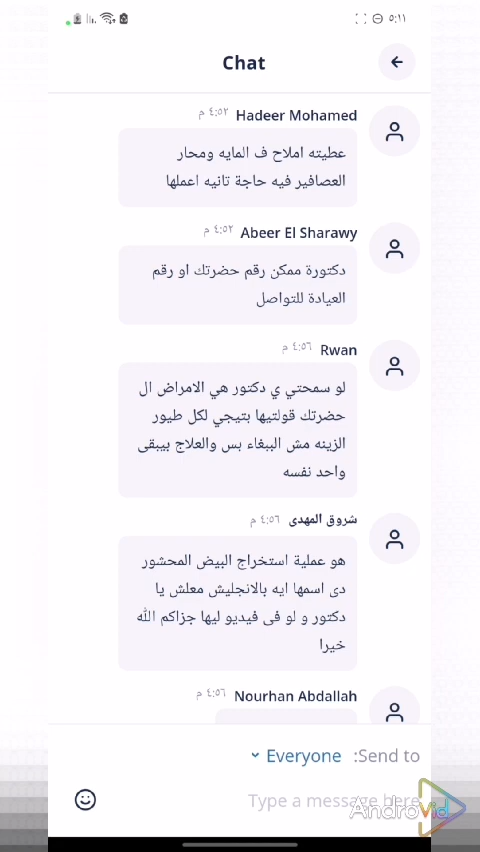 ٥:١١
Chat
Hadeer Mohamed ٤:٥٢ م
عطيته املاح ف المايه ومحار
العصافير فيه حاجة تانيه اعملها
Abeer El Sharawy ٤:٥٢ م
دكتورة ممكن رقم حضرتك او رقم
العيادة للتواصل
Rwan ٤:٥٦ م
لو سمحتي ي دكتور هي الامراض ال
حضرتك قولتيها بتيجي لكل طيور
الزينه مش الببغاء بس والعلاج بيبقى
واحد نفسه
شروق المهدى ٤:٥٦ م
هو عملية استخراج البيض المحشور
دى اسمها ايه بالانجليش معلش يا
دكتور و لو فى فيديو ليها جزاكم الله
خيرا
Nourhan Abdallah ٤:٥٦ م
Send to: Everyone
Type a message here
AndroVid